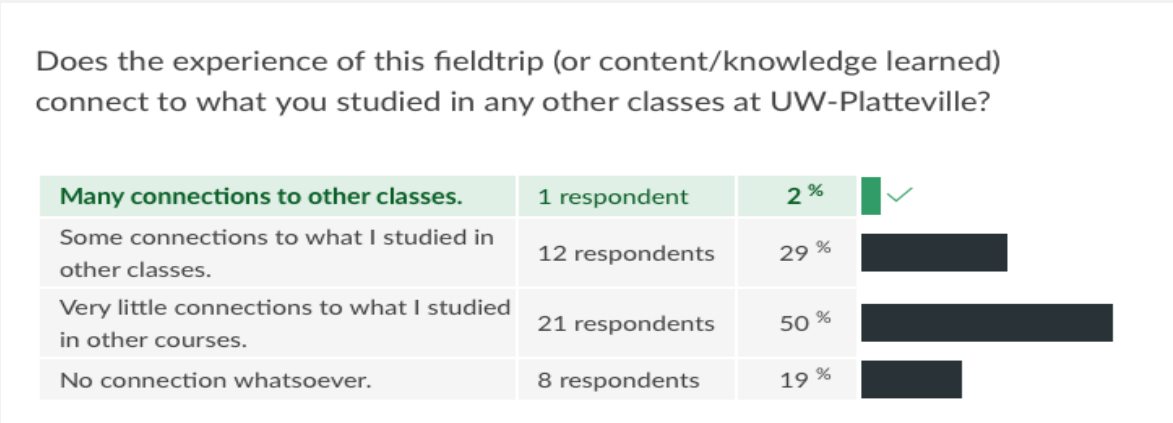 Does the experience of this fieldtrip (or content/knowledge learned)
connect to what you studied in any other classes at UW-Platteville?
Many connections to other classes. 1 respondent 2 %
Some connections to what I studied in
other classes. 12 respondents 29 %
Very little connections to what I studied
in other courses. 21 respondents 50 %
No connection whatsoever. 8 respondents 19 %